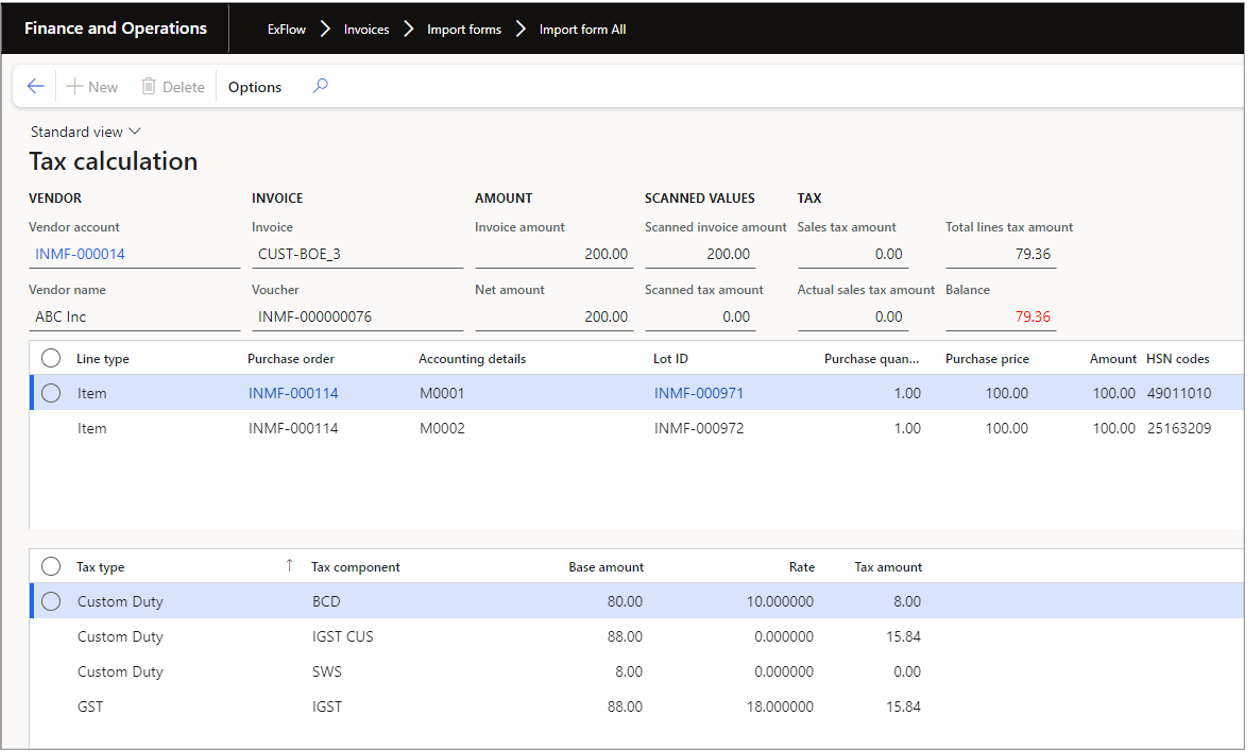 Finance and Operations ExFlow Invoices Import forms Import form All
New Delete Options
Standard view
Tax calculation
VENDOR INVOICE AMOUNT SCANNED VALUES TAX
Vendor account Invoice Invoice amount Scanned invoice amount Sales tax amount Total lines tax amount
INMF-000014 CUST-BOE_3 200.00 200.00 0.00 79.36
Vendor name Voucher Net amount Scanned tax amount Actual sales tax amount Balance
ABC Inc INMF-000000076 200.00 0.00 0.00 79.36
Line type Purchase order Accounting details Lot ID Purchase quan... Purchase price Amount HSN codes
Item INMF-000114 M0001 INMF-000971 1.00 100.00 100.00 49011010
Item INMF-000114 M0002 INMF-000972 1.00 100.00 100.00 25163209
Tax type ↑ Tax component Base amount Rate Tax amount
Custom Duty BCD 80.00 10.000000 8.00
Custom Duty IGST CUS 88.00 0.000000 15.84
Custom Duty SWS 8.00 0.000000 0.00
GST IGST 88.00 18.000000 15.84